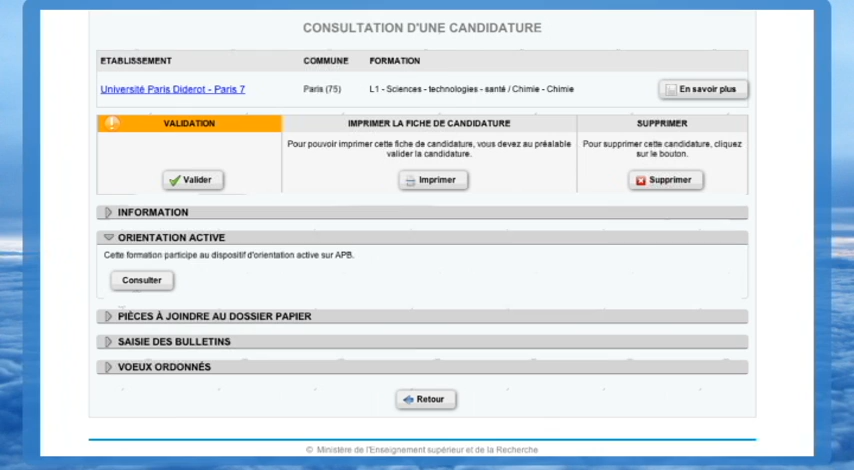 CONSULTATION D'UNE CANDIDATURE
ETABLISSEMENT COMMUNE FORMATION
Université Paris Diderot - Paris 7 Paris (75) L1 - Sciences - technologies - santé / Chimie - Chimie En savoir plus
VALIDATION IMPRIMER LA FICHE DE CANDIDATURE SUPPRIMER
Pour pouvoir imprimer cette fiche de candidature, vous devez au préalable Pour supprimer cette candidature, cliquez
valider la candidature. sur le bouton.
Valider Imprimer Supprimer
INFORMATION
ORIENTATION ACTIVE
Cette formation participe au dispositif d'orientation active sur APB.
Consulter
PIÈCES À JOINDRE AU DOSSIER PAPIER
SAISIE DES BULLETINS
VOEUX ORDONNÉS
Retour
© Ministère de l'Enseignement supérieur et de la Recherche